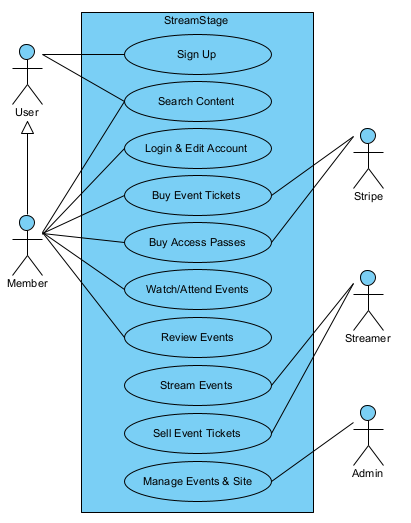 StreamStage
Sign Up
User
Search Content
Login & Edit Account
Buy Event Tickets
Stripe
Buy Access Passes
Member
Watch/Attend Events
Review Events
Streamer
Stream Events
Sell Event Tickets
Admin
Manage Events & Site